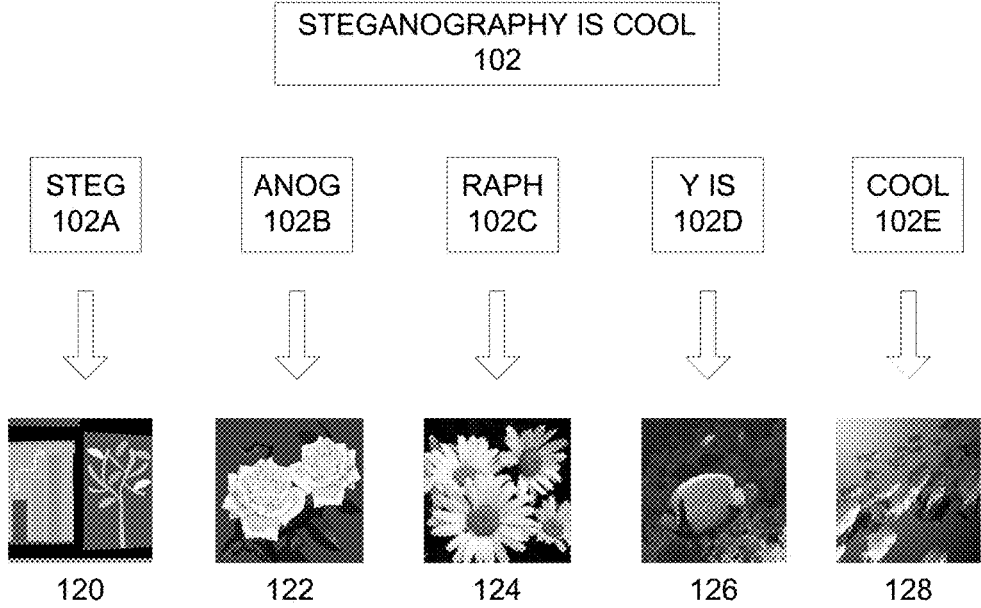 STEGANOGRAPHY IS COOL
102
STEG
102A
ANOG
102B
RAPH
102C
Y IS
102D
COOL
102E
120
122
124
126
128